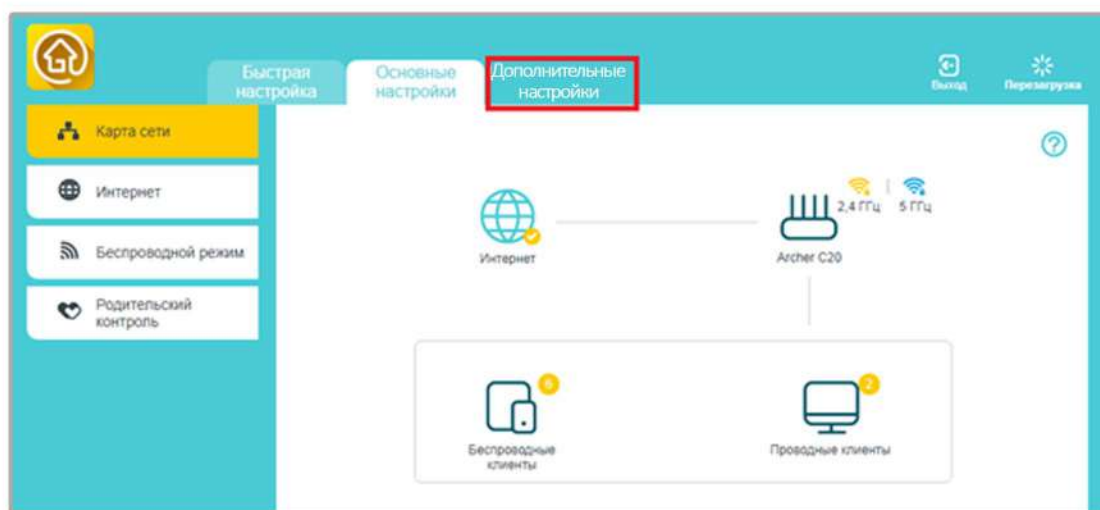 Быстрая
настройка
Основные
настройки
Дополнительные
настройки
Выход
Перезагрузка
Карта сети
Интернет
Беспроводной режим
Родительский
контроль
?
2,4 ГГц
5 ГГц
Интернет
Archer C20
6
2
Беспроводные
клиенты
Проводные клиенты